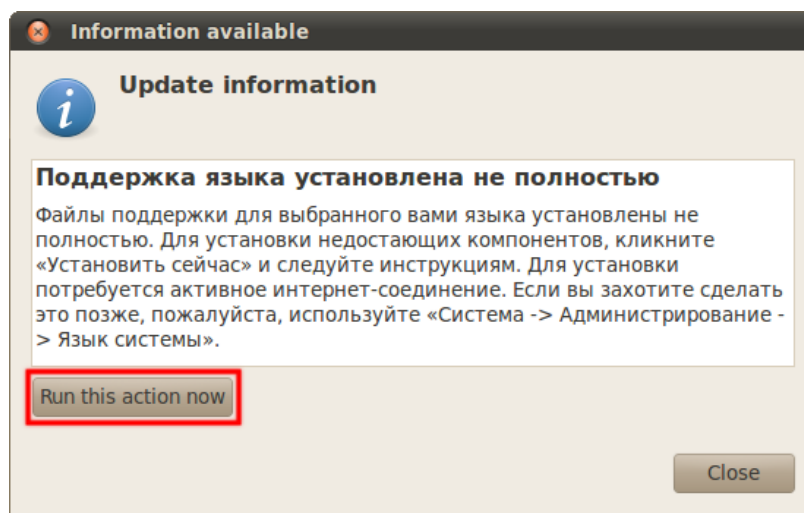 Information available
Update information
Поддержка языка установлена не полностью
Файлы поддержки для выбранного вами языка установлены не
полностью. Для установки недостающих компонентов, кликните
«Установить сейчас» и следуйте инструкциям. Для установки
потребуется активное интернет-соединение. Если вы захотите сделать
это позже, пожалуйста, используйте «Система -> Администрирование -
> Язык системы».
Run this action now
Close